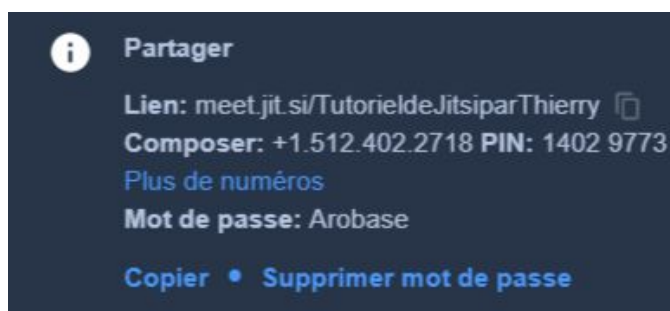 Partager
Lien: meet.jit.si/TutorieldeJitsiparThierry
Composer: +1.512.402.2718 PIN: 1402 9773
Plus de numéros
Mot de passe: Arobase
Copier • Supprimer mot de passe